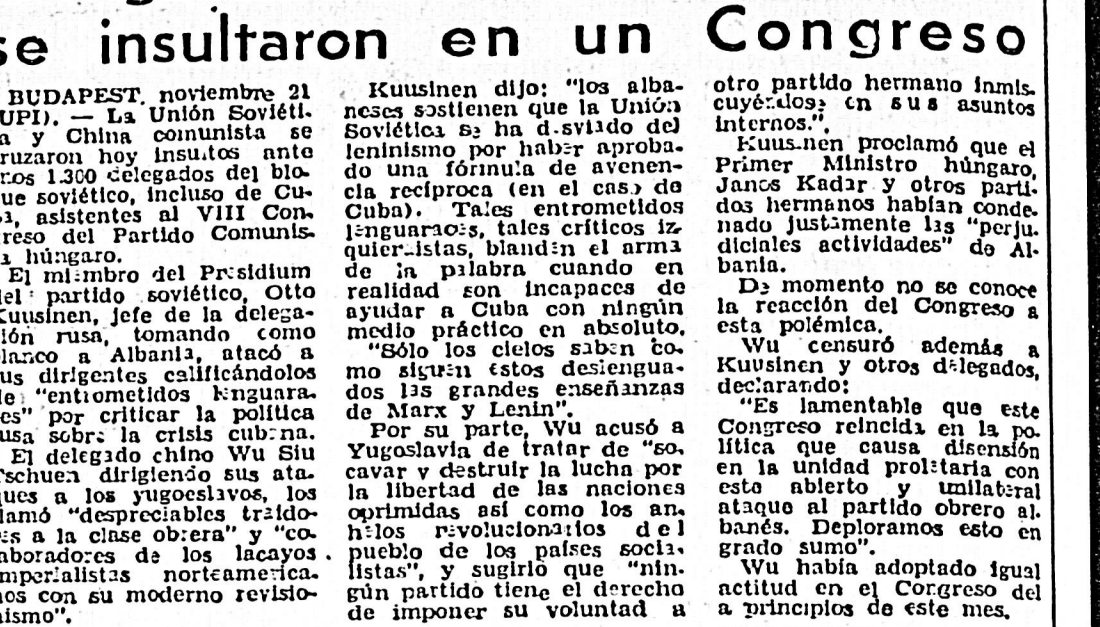 se insultaron en un Congreso
BUDAPEST, noviembre 21
(UPI). — La Unión Soviéti-
a y China comunista se
ruzaron hoy insultos ante
nos 1.300 delegados del blo-
ue soviético, incluso de Cu-
a, asistentes al VIII Con-
reso del Partido Comunis-
a húngaro.
El miembro del Presidium
del partido soviético, Otto
Kuusinen, jefe de la delega-
ión rusa, tomando como
lanco a Albania, atacó a
us dirigentes calificándolos
de "entrometidos lenguara-
es" por criticar la política
usa sobre la crisis cubana.
El delegado chino Wu Siu
Tschuen dirigiendo sus ata-
ques a los yugoeslavos, los
lamó "despreciables traido-
es a la clase obrera" y "co-
aboradores de los lacayos
mperialistas norteamerica-
nos con su moderno revisio-
nismo".
Kuusinen dijo: "los alba-
neses sostienen que la Unión
Soviética se ha d.sviado del
leninismo por haber aproba-
do una fórmula de avenen-
cia recíproca (en el caso de
Cuba). Tales entrometidos
lenguaraces, tales críticos iz-
quierdistas, blanden el arma
de la palabra cuando en
realidad son incapaces de
ayudar a Cuba con ningún
medio práctico en absoluto.
"Sólo los cielos saben co-
mo siguen estos deslengua-
dos las grandes enseñanzas
de Marx y Lenin".
Por su parte, Wu acusó a
Yugoslavia de tratar de "so-
cavar y destruir la lucha por
la libertad de las naciones
oprimidas así como los an-
helos revolucionarios del
pueblo de los países socia-
listas", y sugirió que "nin-
gún partido tiene el derecho
de imponer su voluntad a
otro partido hermano inmis-
cuyéndose en sus asuntos
internos.".
Kuusinen proclamó que el
Primer Ministro húngaro,
Janos Kadar y otros parti-
dos hermanos habían conde-
nado justamente las "perju-
diciales actividades" de Al-
bania.
De momento no se conoce
la reacción del Congreso a
esta polémica.
Wu censuró además a
Kuusinen y otros delegados,
declarando:
"Es lamentable que este
Congreso reincida en la po-
lítica que causa disensión
en la unidad proletaria con
este abierto y unilateral
ataque al partido obrero al-
banés. Deploramos esto en
grado sumo".
Wu había adoptado igual
actitud en el Congreso del
a principios de este mes.